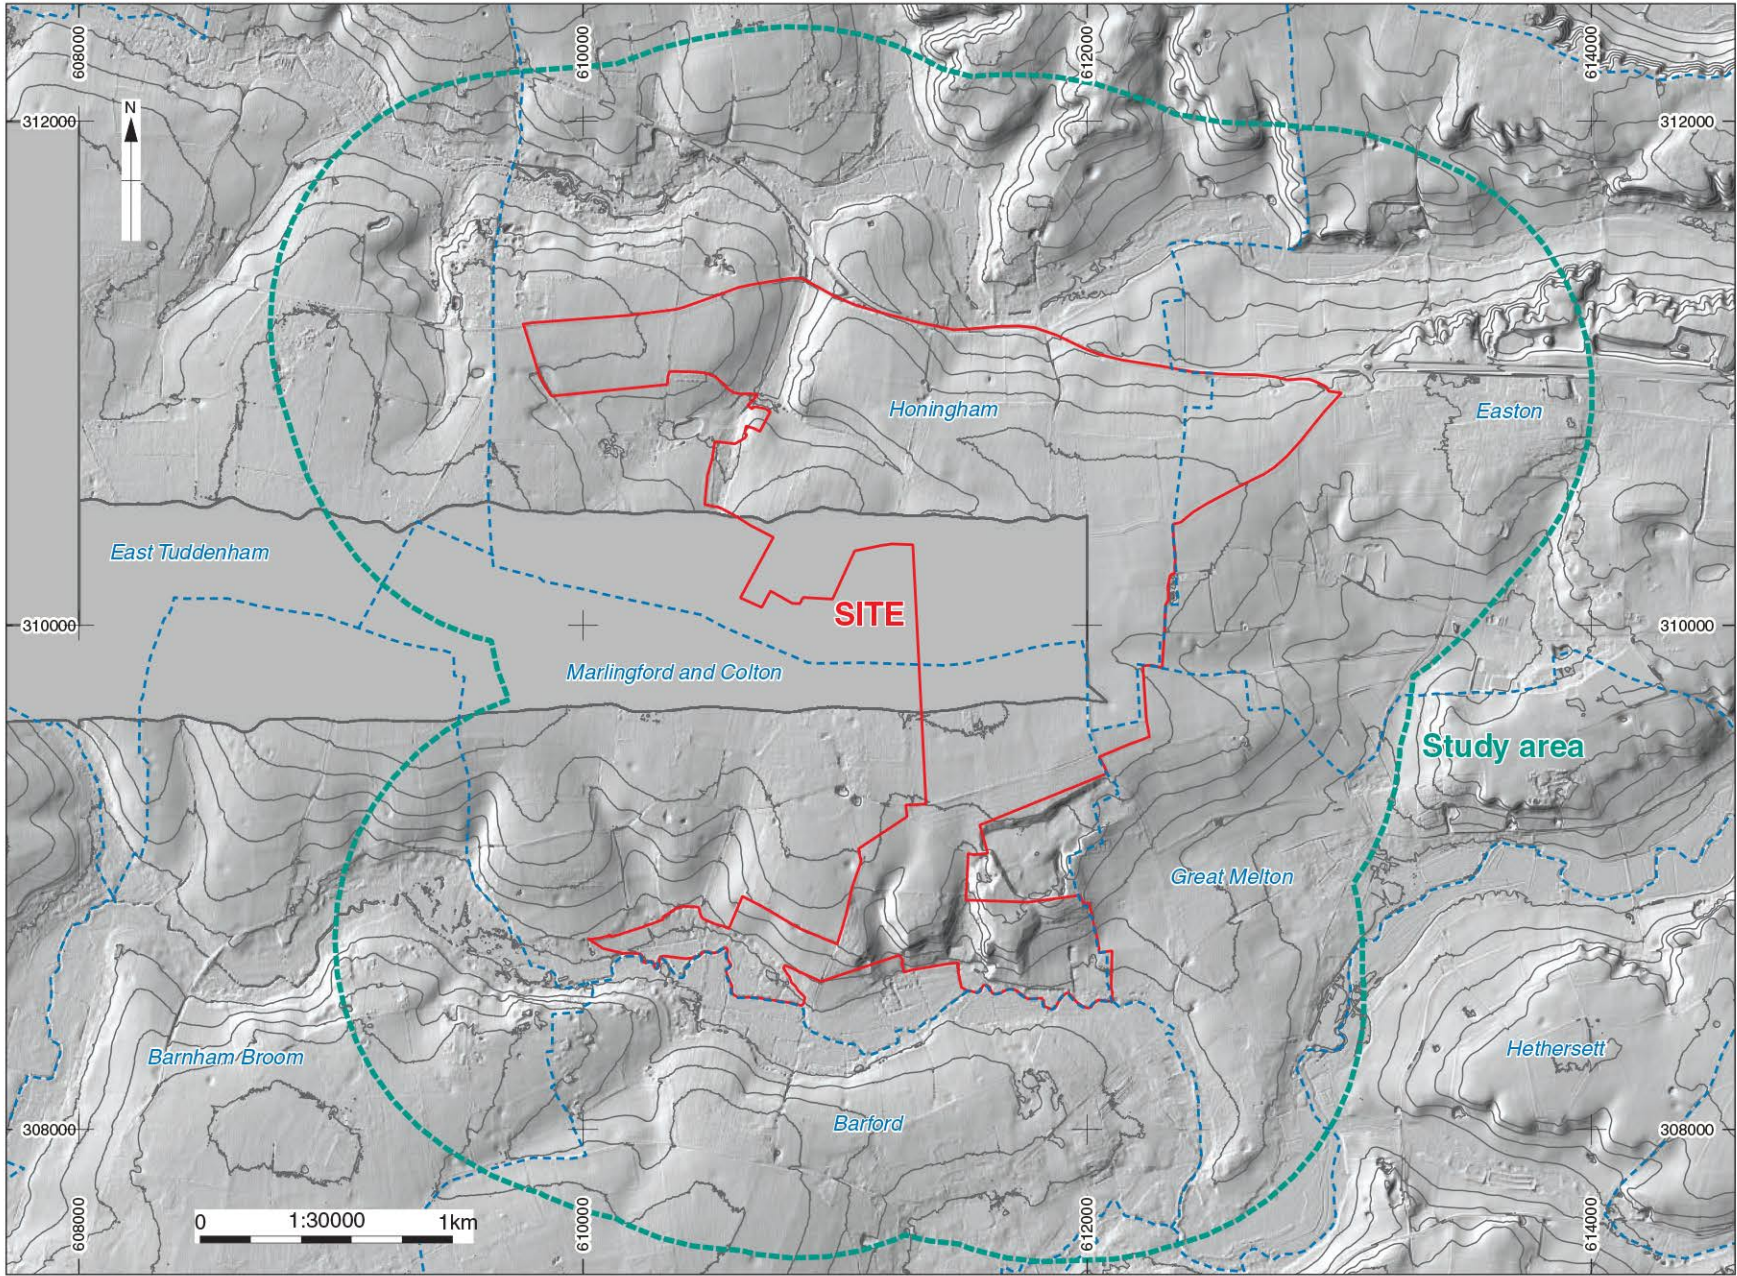 608000
610000
612000
614000
N
312000
312000
Honingham
Easton
East Tuddenham
SITE
310000
310000
Marlingford and Colton
Study area
Great Melton
Barnham Broom
Hethersett
Barford
308000
308000
0 1:30000 1km
608000
610000
612000
614000